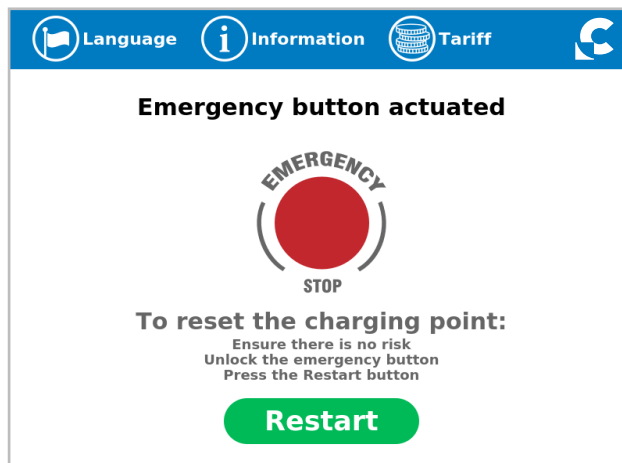 Language Information Tariff
Emergency button actuated
EMERGENCY
STOP
To reset the charging point:
Ensure there is no risk
Unlock the emergency button
Press the Restart button
Restart